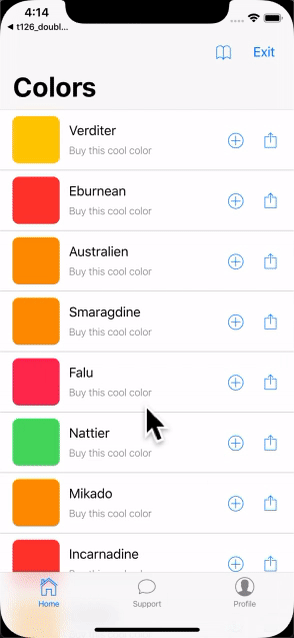 4:14
◀ t126_doubl...
Exit
Colors
Verditer
Buy this cool color
Eburnean
Buy this cool color
Australien
Buy this cool color
Smaragdine
Buy this cool color
Falu
Buy this cool color
Nattier
Buy this cool color
Mikado
Buy this cool color
Incarnadine
Home
Support
Profile